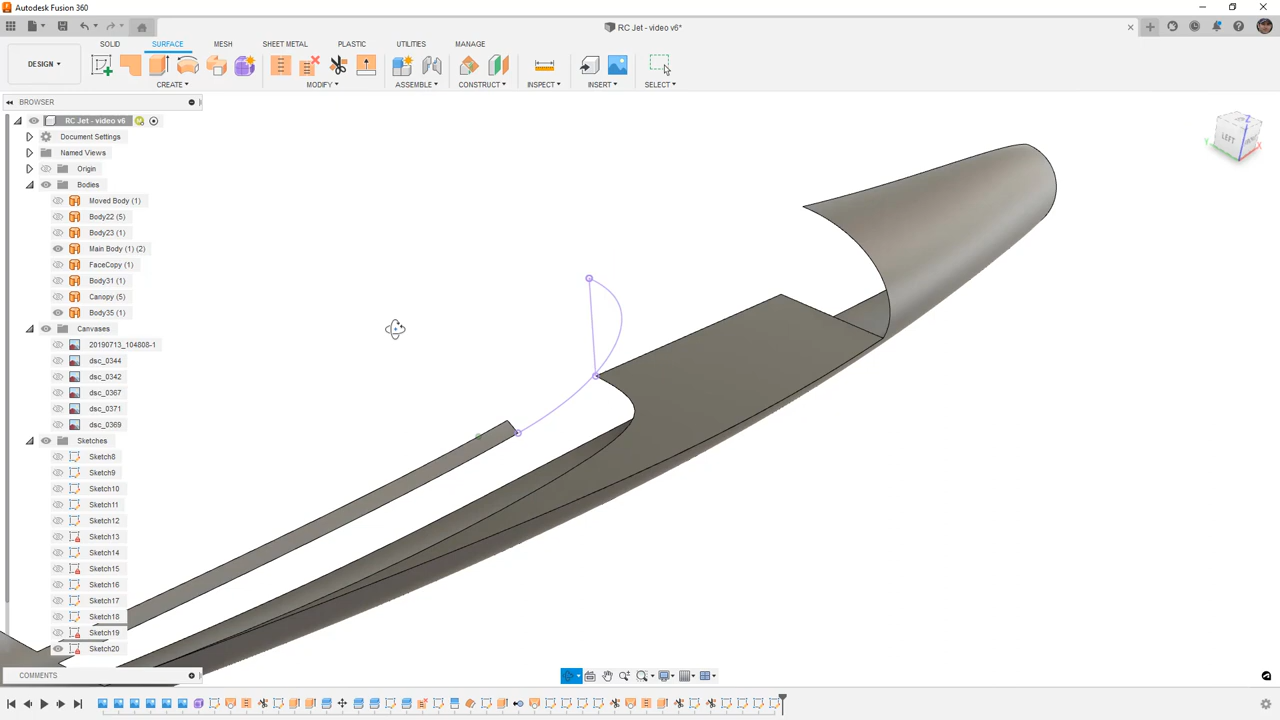 Autodesk Fusion 360
RC Jet - video v6*
SOLID SURFACE MESH SHEET METAL PLASTIC UTILITIES MANAGE
DESIGN
CREATE MODIFY ASSEMBLE CONSTRUCT INSPECT INSERT SELECT
BROWSER
RC Jet - video v6
Document Settings
Named Views
Origin
Bodies
Moved Body (1)
Body22 (5)
Body23 (1)
Main Body (1) (2)
FaceCopy (1)
Body31 (1)
Canopy (5)
Body35 (1)
Canvases
20190713_104808-1
dsc_0344
dsc_0342
dsc_0367
dsc_0371
dsc_0369
Sketches
Sketch8
Sketch9
Sketch10
Sketch11
Sketch12
Sketch13
Sketch14
Sketch15
Sketch16
Sketch17
Sketch18
Sketch19
Sketch20
COMMENTS
Z
LEFT
Y
X